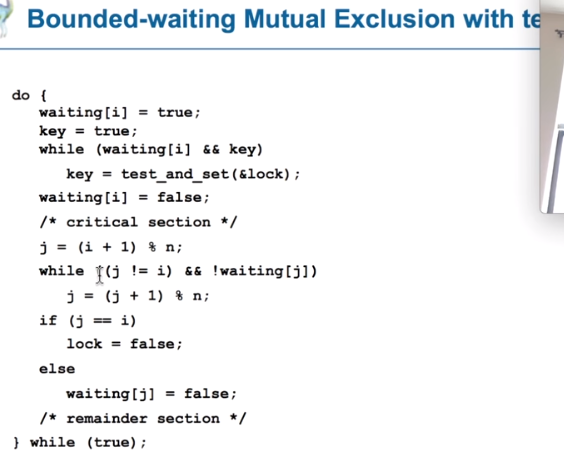 Bounded-waiting Mutual Exclusion with te
do {
waiting[i] = true;
key = true;
while (waiting[i] && key)
key = test_and_set(&lock);
waiting[i] = false;
/* critical section */
j = (i + 1) % n;
while ((j != i) && !waiting[j])
j = (j + 1) % n;
if (j == i)
lock = false;
else
waiting[j] = false;
/* remainder section */
} while (true);